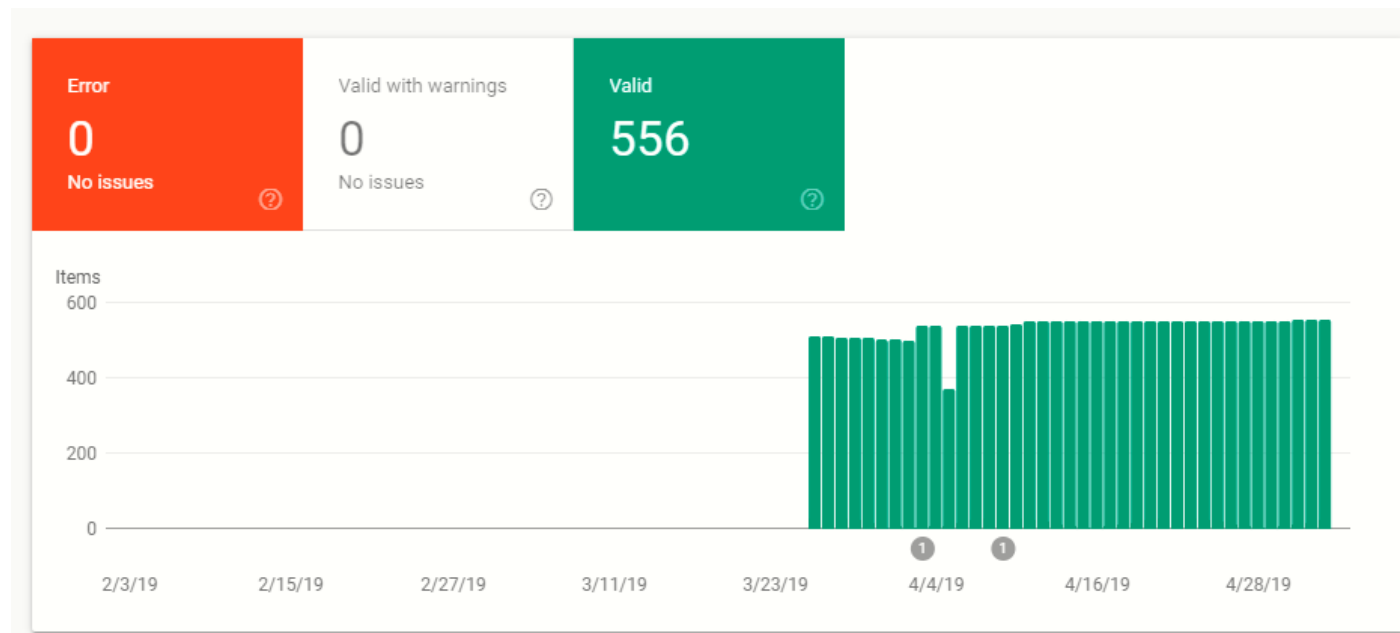 Error
0
No issues
Valid with warnings
0
No issues
Valid
556
Items
600
400
200
0
1 1
2/3/19 2/15/19 2/27/19 3/11/19 3/23/19 4/4/19 4/16/19 4/28/19